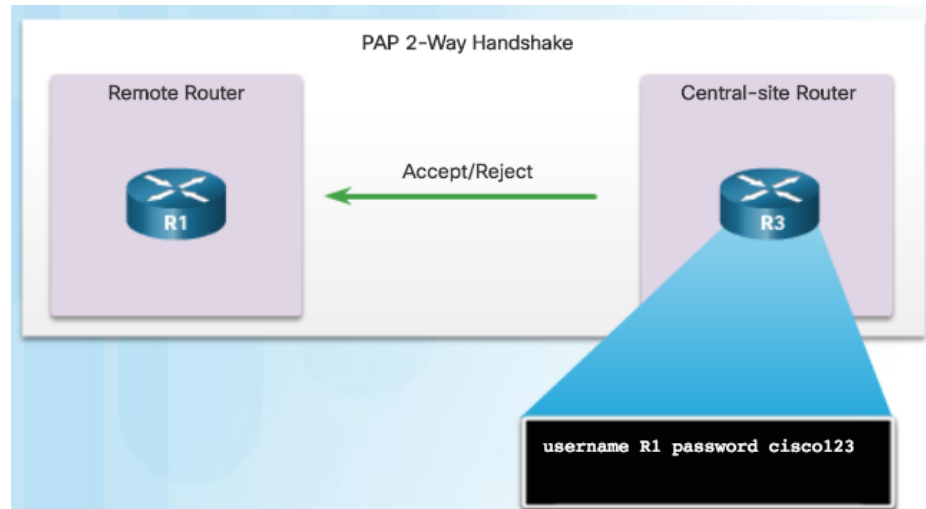 PAP 2-Way Handshake
Remote Router
Central-site Router
Accept/Reject
R1
R3
username R1 password cisco123